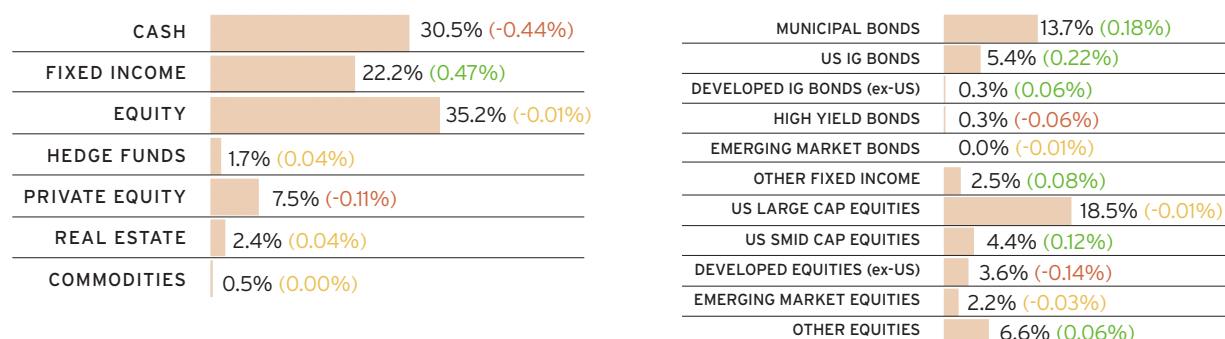 CASH 30.5% (-0.44%)
FIXED INCOME 22.2% (0.47%)
EQUITY 35.2% (-0.01%)
HEDGE FUNDS 1.7% (0.04%)
PRIVATE EQUITY 7.5% (-0.11%)
REAL ESTATE 2.4% (0.04%)
COMMODITIES 0.5% (0.00%)
MUNICIPAL BONDS 13.7% (0.18%)
US IG BONDS 5.4% (0.22%)
DEVELOPED IG BONDS (ex-US) 0.3% (0.06%)
HIGH YIELD BONDS 0.3% (-0.06%)
EMERGING MARKET BONDS 0.0% (-0.01%)
OTHER FIXED INCOME 2.5% (0.08%)
US LARGE CAP EQUITIES 18.5% (-0.01%)
US SMID CAP EQUITIES 4.4% (0.12%)
DEVELOPED EQUITIES (ex-US) 3.6% (-0.14%)
EMERGING MARKET EQUITIES 2.2% (-0.03%)
OTHER EQUITIES 6.6% (0.06%)